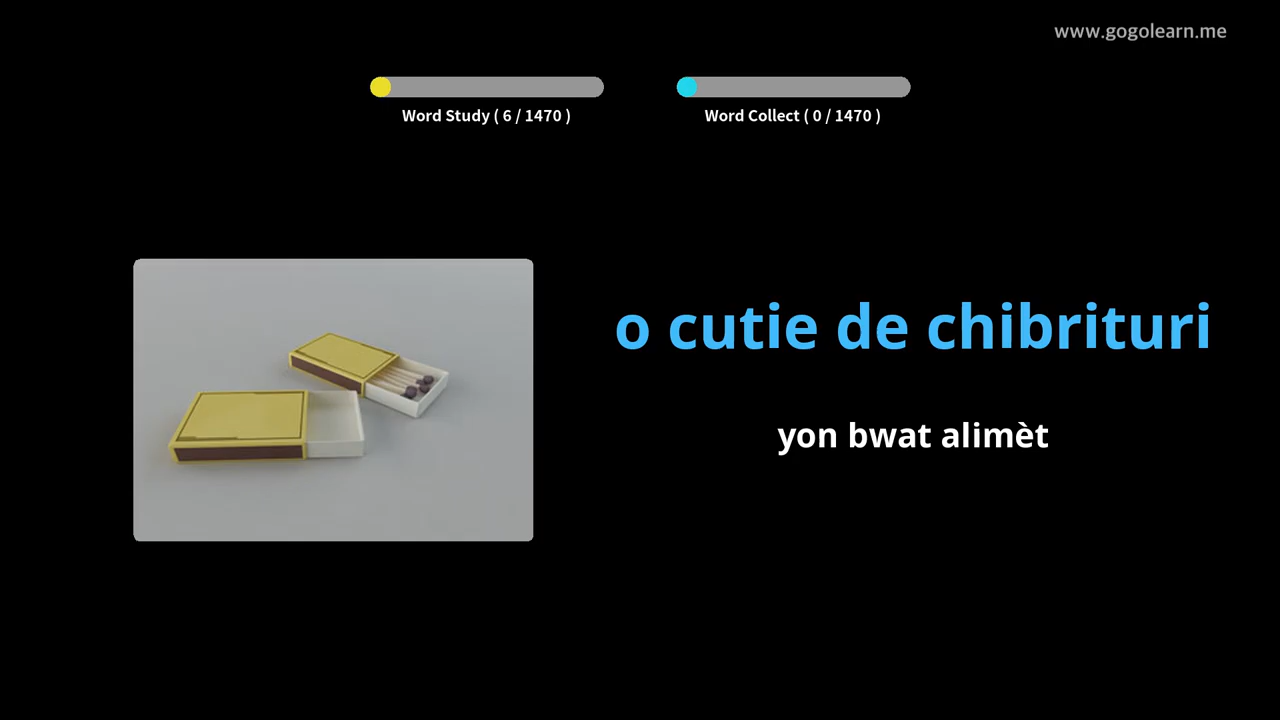 www.gogolearn.me
Word Study ( 6 / 1470 )
Word Collect ( 0 / 1470 )
o cutie de chibrituri
yon bwat alimèt